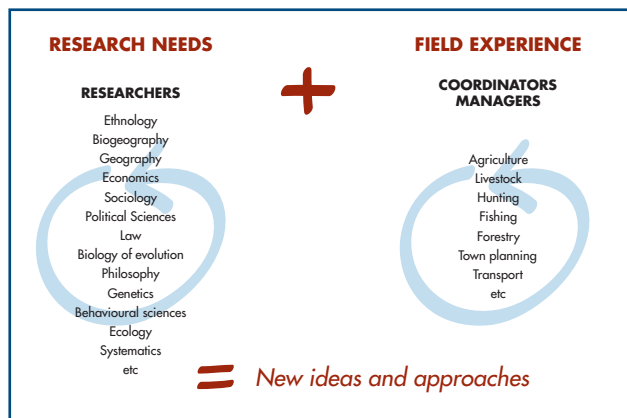 RESEARCH NEEDS
RESEARCHERS
Ethnology
Biogeography
Geography
Economics
Sociology
Political Sciences
Law
Biology of evolution
Philosophy
Genetics
Behavioural sciences
Ecology
Systematics
etc
+
FIELD EXPERIENCE
COORDINATORS
MANAGERS
Agriculture
Livestock
Hunting
Fishing
Forestry
Town planning
Transport
etc
= New ideas and approaches